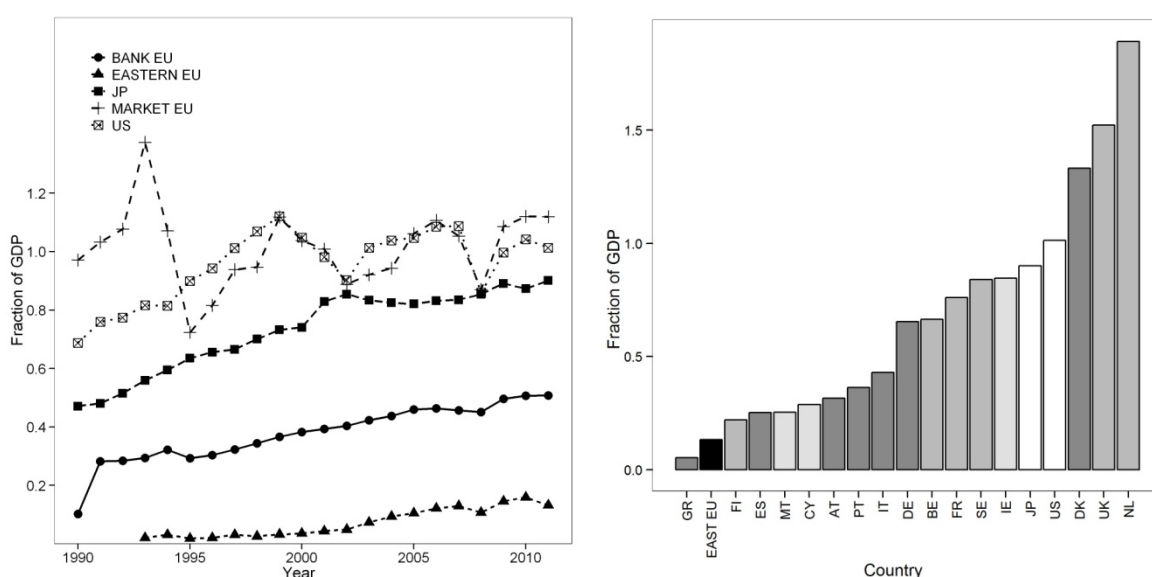 BANK EU
EASTERN EU
JP
MARKET EU
US
Fraction of GDP
1.2
1.0
0.8
0.6
0.4
0.2
1990 1995 2000 2005 2010
Year
Fraction of GDP
1.5
1.0
0.5
0.0
GR EAST EU FI ES MT CY AT PT IT DE BE FR SE IE JP US DK UK NL
Country